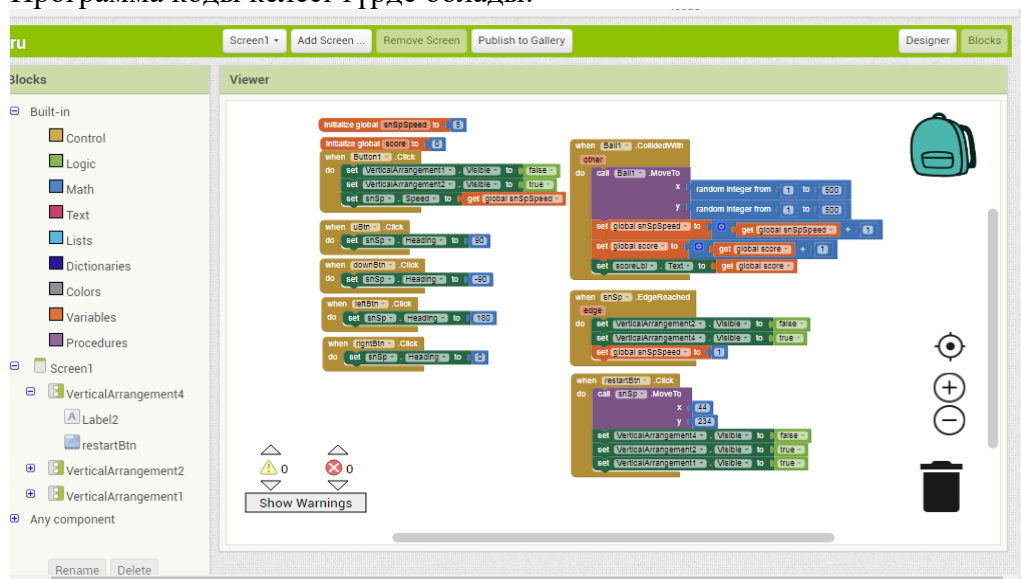 Программа коды келесі түрде болады:
ru
Screen1
Add Screen ...
Remove Screen
Publish to Gallery
Designer
Blocks
Blocks
Viewer
Built-in
Control
Logic
Math
Text
Lists
Dictionaries
Colors
Variables
Procedures
Screen1
VerticalArrangement4
Label2
restartBtn
VerticalArrangement2
VerticalArrangement1
Any component
Rename Delete
initialize global snSpSpeed to 5
initialize global score to 0
when Button1 .Click
do set VerticalArrangement1 . Visible to false
set VerticalArrangement2 . Visible to true
set snSp . Speed to get global snSpSpeed
when uBtn .Click
do set snSp . Heading to 90
when downBtn .Click
do set snSp . Heading to -90
when leftBtn .Click
do set snSp . Heading to 180
when rightBtn .Click
do set snSp . Heading to 0
when Ball1 .CollidedWith
other
do call Ball1 .MoveTo
x random integer from 1 to 500
y random integer from 1 to 500
set global snSpSpeed to get global snSpSpeed + 1
set global score to get global score + 1
set scoreLbl . Text to get global score
when snSp .EdgeReached
edge
do set VerticalArrangement2 . Visible to false
set VerticalArrangement4 . Visible to true
set global snSpSpeed to 1
when restartBtn .Click
do call snSp .MoveTo
x 44
y 234
set VerticalArrangement4 . Visible to false
set VerticalArrangement2 . Visible to true
set VerticalArrangement1 . Visible to true
0 0
Show Warnings